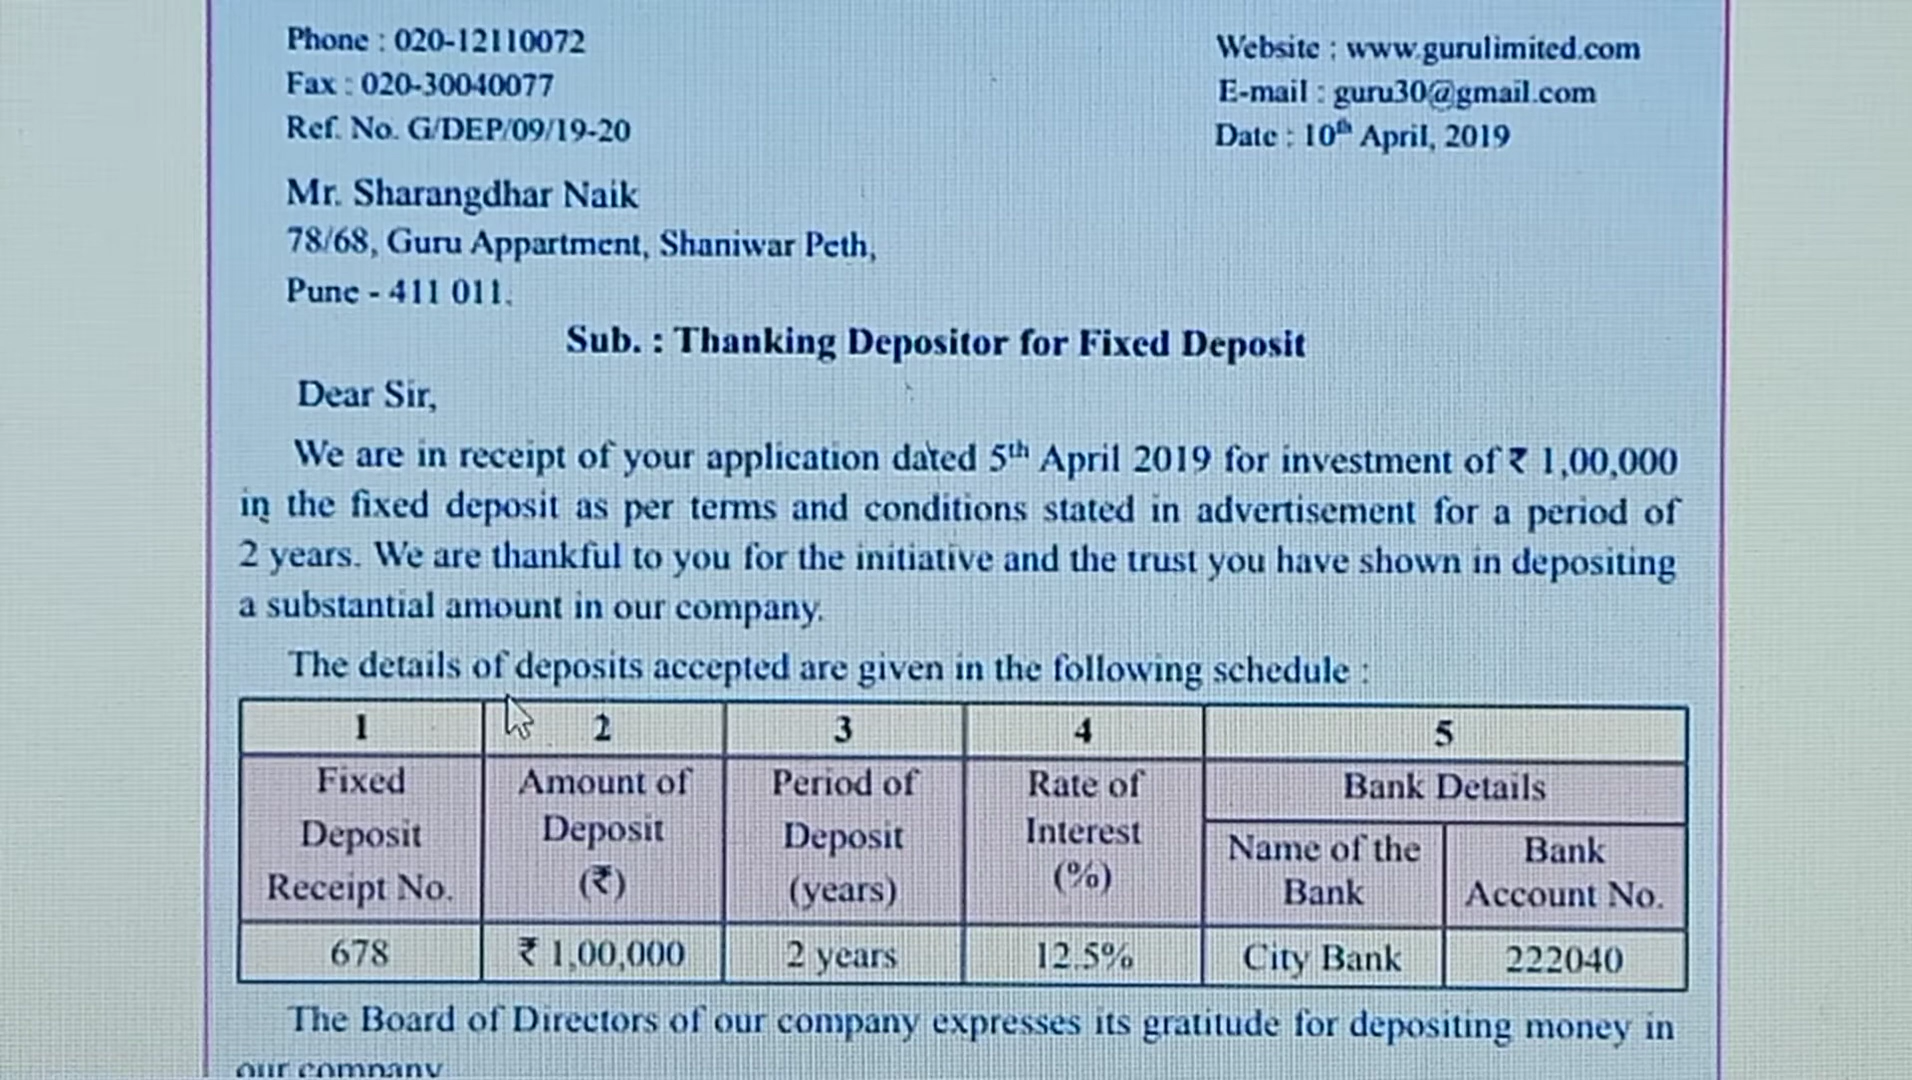 Phone : 020-12110072
Fax : 020-30040077
Ref. No. G/DEP/09/19-20
Website : www.gurulimited.com
E-mail : guru30@gmail.com
Date : 10th April, 2019
Mr. Sharangdhar Naik
78/68, Guru Appartment, Shaniwar Peth,
Pune - 411 011.
Sub. : Thanking Depositor for Fixed Deposit
Dear Sir,
We are in receipt of your application dated 5th April 2019 for investment of ₹ 1,00,000
in the fixed deposit as per terms and conditions stated in advertisement for a period of
2 years. We are thankful to you for the initiative and the trust you have shown in depositing
a substantial amount in our company.
The details of deposits accepted are given in the following schedule :
1 2 3 4 5
Fixed Deposit Receipt No. Amount of Deposit (₹) Period of Deposit (years) Rate of Interest (%) Bank Details
Name of the Bank Bank Account No.
678 ₹ 1,00,000 2 years 12.5% City Bank 222040
The Board of Directors of our company expresses its gratitude for depositing money in
our company